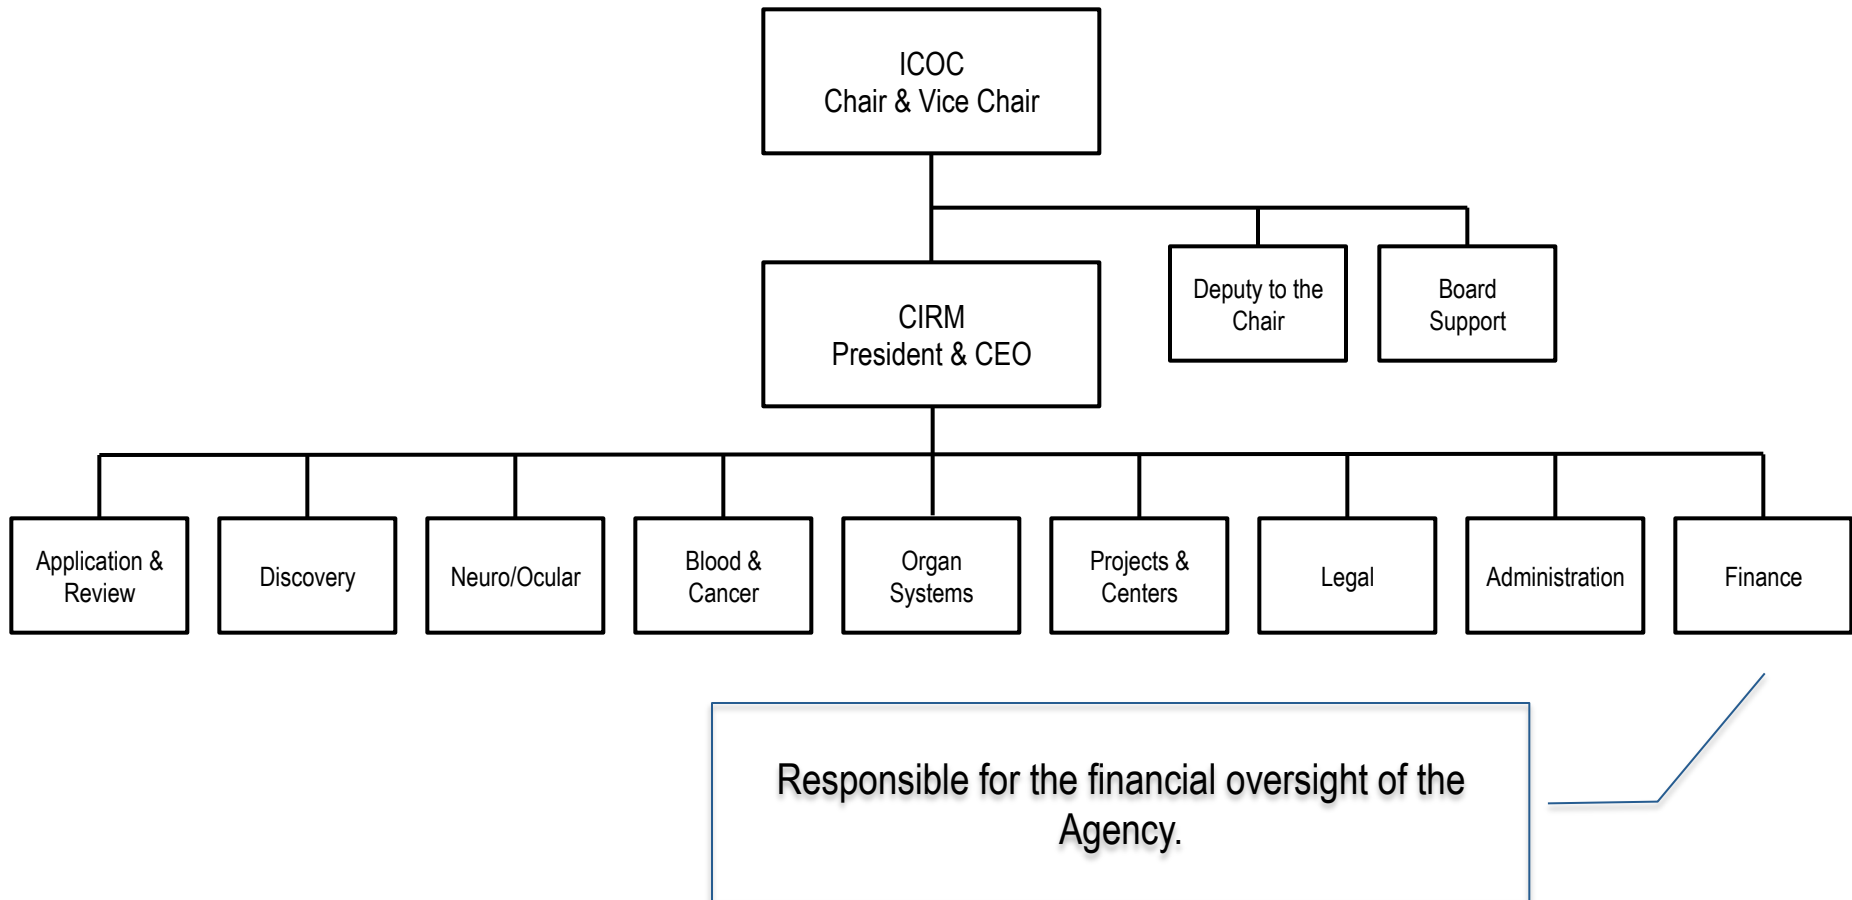 ICOC
Chair & Vice Chair
CIRM
President & CEO
Deputy to the
Chair
Board
Support
Application &
Review
Discovery
Neuro/Ocular
Blood &
Cancer
Organ
Systems
Projects &
Centers
Legal
Administration
Finance
Responsible for the financial oversight of the
Agency.